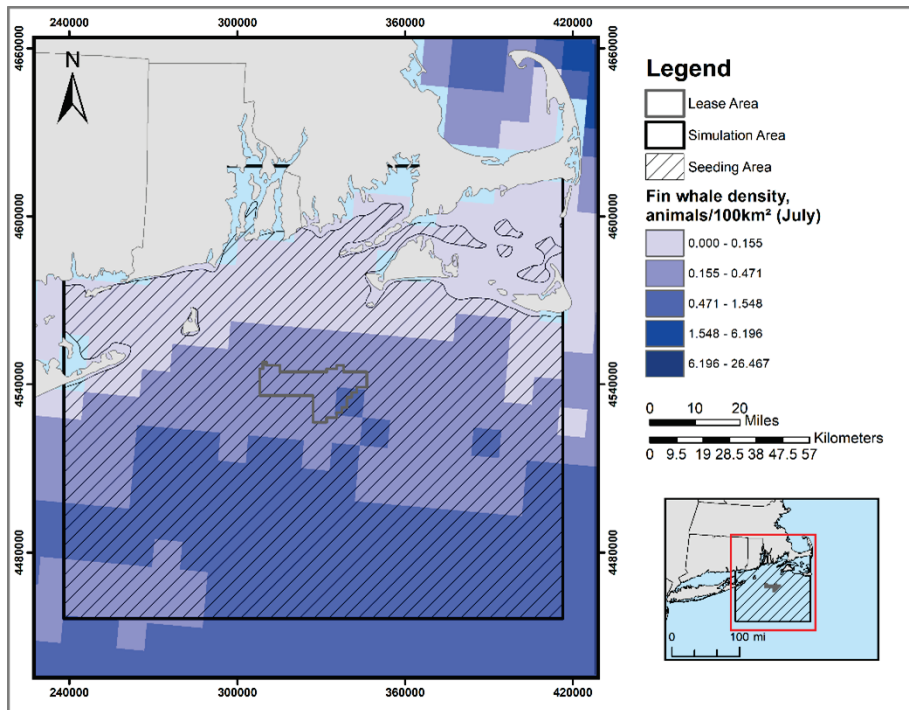 240000 300000 360000 420000
4660000 4660000
N
4600000 4600000
4540000 4540000
4480000 4480000
240000 300000 360000 420000
Legend
Lease Area
Simulation Area
Seeding Area
Fin whale density,
animals/100km² (July)
0.000 - 0.155
0.155 - 0.471
0.471 - 1.548
1.548 - 6.196
6.196 - 26.467
0 10 20
Miles
Kilometers
0 9.5 19 28.5 38 47.5 57
0 100 mi